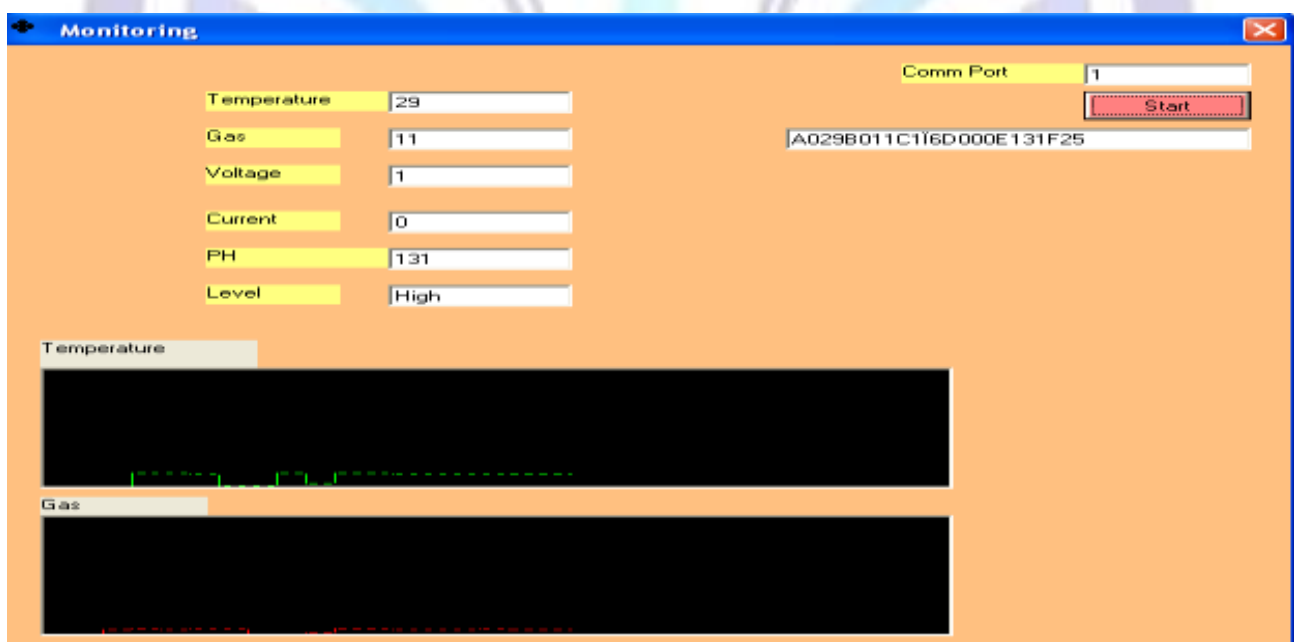 Monitoring
Comm Port 1
Temperature 29
Start
Gas 11
A029B011C1Ï6D000E131F25
Voltage 1
Current 0
PH 131
Level High
Temperature
Gas